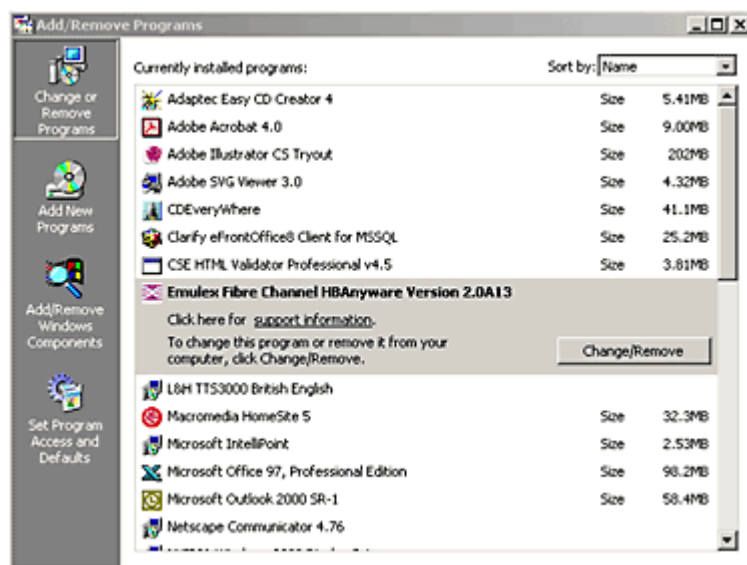 Add/Remove Programs
Change or
Remove
Programs
Add New
Programs
Add/Remove
Windows
Components
Set Program
Access and
Defaults
Currently installed programs:
Sort by: Name
Adaptec Easy CD Creator 4 Size 5.41MB
Adobe Acrobat 4.0 Size 9.00MB
Adobe Illustrator CS Tryout Size 202MB
Adobe SVG Viewer 3.0 Size 4.32MB
CDEveryWhere Size 41.1MB
Clarify eFrontOffice8 Client for MSSQL Size 25.2MB
CSE HTML Validator Professional v4.5 Size 3.81MB
Emulex Fibre Channel HBAnyware Version 2.0A13
Click here for support information.
To change this program or remove it from your
computer, click Change/Remove.
Change/Remove
L&H TTS3000 British English
Macromedia HomeSite 5 Size 32.3MB
Microsoft IntelliPoint Size 2.53MB
Microsoft Office 97, Professional Edition Size 98.2MB
Microsoft Outlook 2000 SR-1 Size 58.4MB
Netscape Communicator 4.76